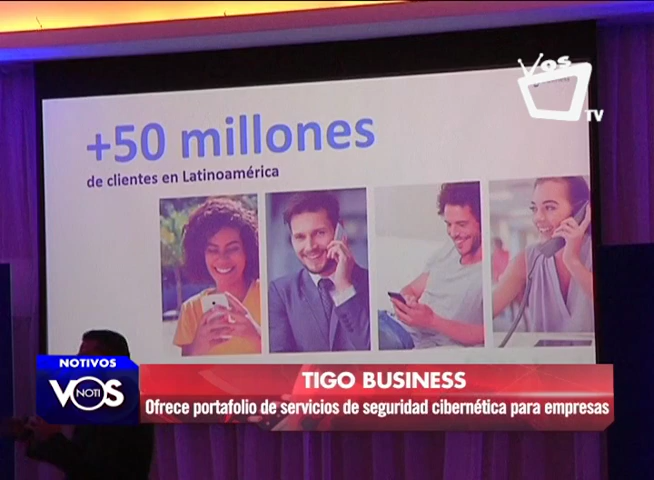 +50 millones
de clientes en Latinoamérica
VOS
TV
NOTIVOS
VOS
NOTI
TIGO BUSINESS
Ofrece portafolio de servicios de seguridad cibernética para empresas